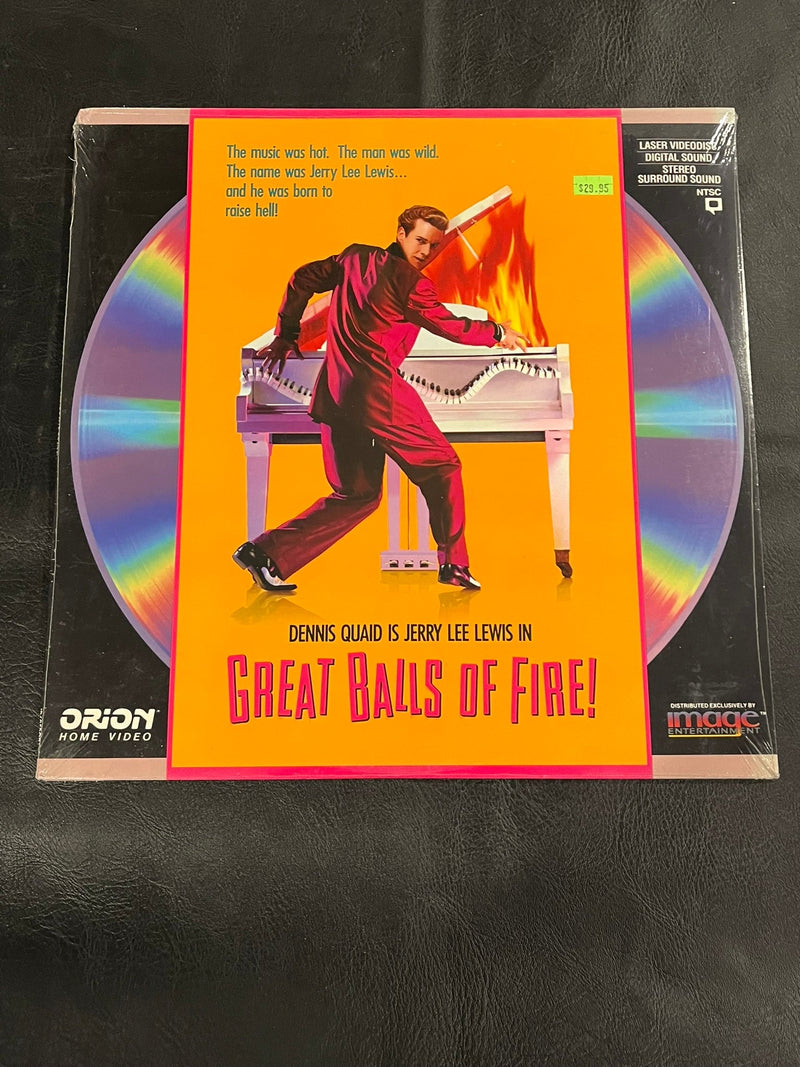 The music was hot. The man was wild.
The name was Jerry Lee Lewis...
and he was born to
raise hell!
$29.95
LASER VIDEODISC
DIGITAL SOUND
STEREO
SURROUND SOUND
NTSC
DENNIS QUAID IS JERRY LEE LEWIS IN
GREAT BALLS OF FIRE!
ORION™
HOME VIDEO
DISTRIBUTED EXCLUSIVELY BY
image™
ENTERTAINMENT